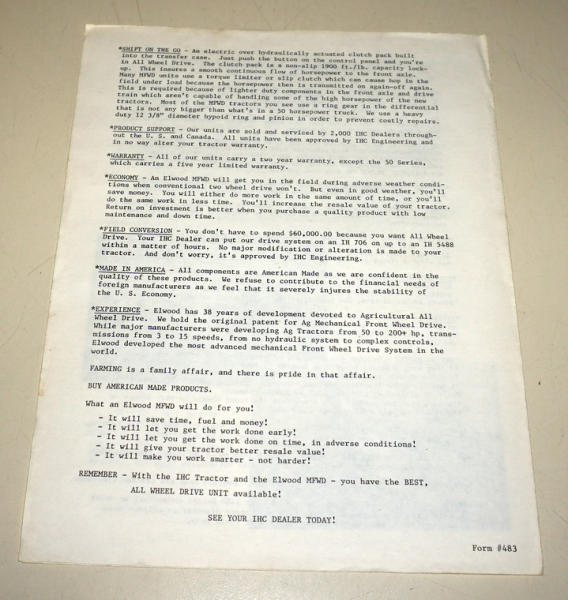 *SHIFT ON THE GO - An electric over hydraulically actuated clutch pack built
into the transfer case. Just push the button on the control panel and you're
in All Wheel Drive. The clutch pack is a non-slip 1900 ft./lb. capacity lock-
up. This insures a smooth continuous flow of horsepower to the front axle.
Many MFWD units use a torque limiter or slip clutch which can cause hop in the
field under load because the horsepower then is transmitted on again-off again.
This is required because of lighter duty components in the front axle and drive
train which aren't capable of handling some of the high horsepower of the new
tractors. Most of the MFWD tractors you see use a ring gear in the differential
that is not any bigger than what's in a 50 horsepower truck. We use a heavy
duty 12 3/8" diameter hypoid ring and pinion in order to prevent costly repairs.
*PRODUCT SUPPORT - Our units are sold and serviced by 2,000 IHC Dealers through-
out the U. S. and Canada. All units have been approved by IHC Engineering and
in no way alter your tractor warranty.
*WARRANTY - All of our units carry a two year warranty, except the 50 Series,
which carries a five year limited warranty.
*ECONOMY - An Elwood MFWD will get you in the field during adverse weather condi-
tions when conventional two wheel drive won't. But even in good weather, you'll
save money. You will either do more work in the same amount of time, or you'll
do the same work in less time. You'll increase the resale value of your tractor.
Return on investment is better when you purchase a quality product with low
maintenance and down time.
*FIELD CONVERSION - You don't have to spend $60,000.00 because you want All Wheel
Drive. Your IHC Dealer can put our drive system on an IH 706 on up to an IH 5488
within a matter of hours. No major modification or alteration is made to your
tractor. And don't worry, it's approved by IHC Engineering.
*MADE IN AMERICA - All components are American Made as we are confident in the
quality of these products. We refuse to contribute to the financial needs of
foreign manufacturers as we feel that it severely injures the stability of
the U. S. Economy.
*EXPERIENCE - Elwood has 38 years of development devoted to Agricultural All
Wheel Drive. We hold the original patent for Ag Mechanical Front Wheel Drive.
While major manufacturers were developing Ag Tractors from 50 to 200+ hp, trans-
missions from 3 to 15 speeds, from no hydraulic system to complex controls,
Elwood developed the most advanced mechanical Front Wheel Drive System in the
world.
FARMING is a family affair, and there is pride in that affair.
BUY AMERICAN MADE PRODUCTS.
What an Elwood MFWD will do for you!
- It will save time, fuel and money!
- It will let you get the work done early!
- It will let you get the work done on time, in adverse conditions!
- It will give your tractor better resale value!
- It will make you work smarter - not harder!
REMEMBER - With the IHC Tractor and the Elwood MFWD - you have the BEST,
ALL WHEEL DRIVE UNIT available!
SEE YOUR IHC DEALER TODAY!
Form #483